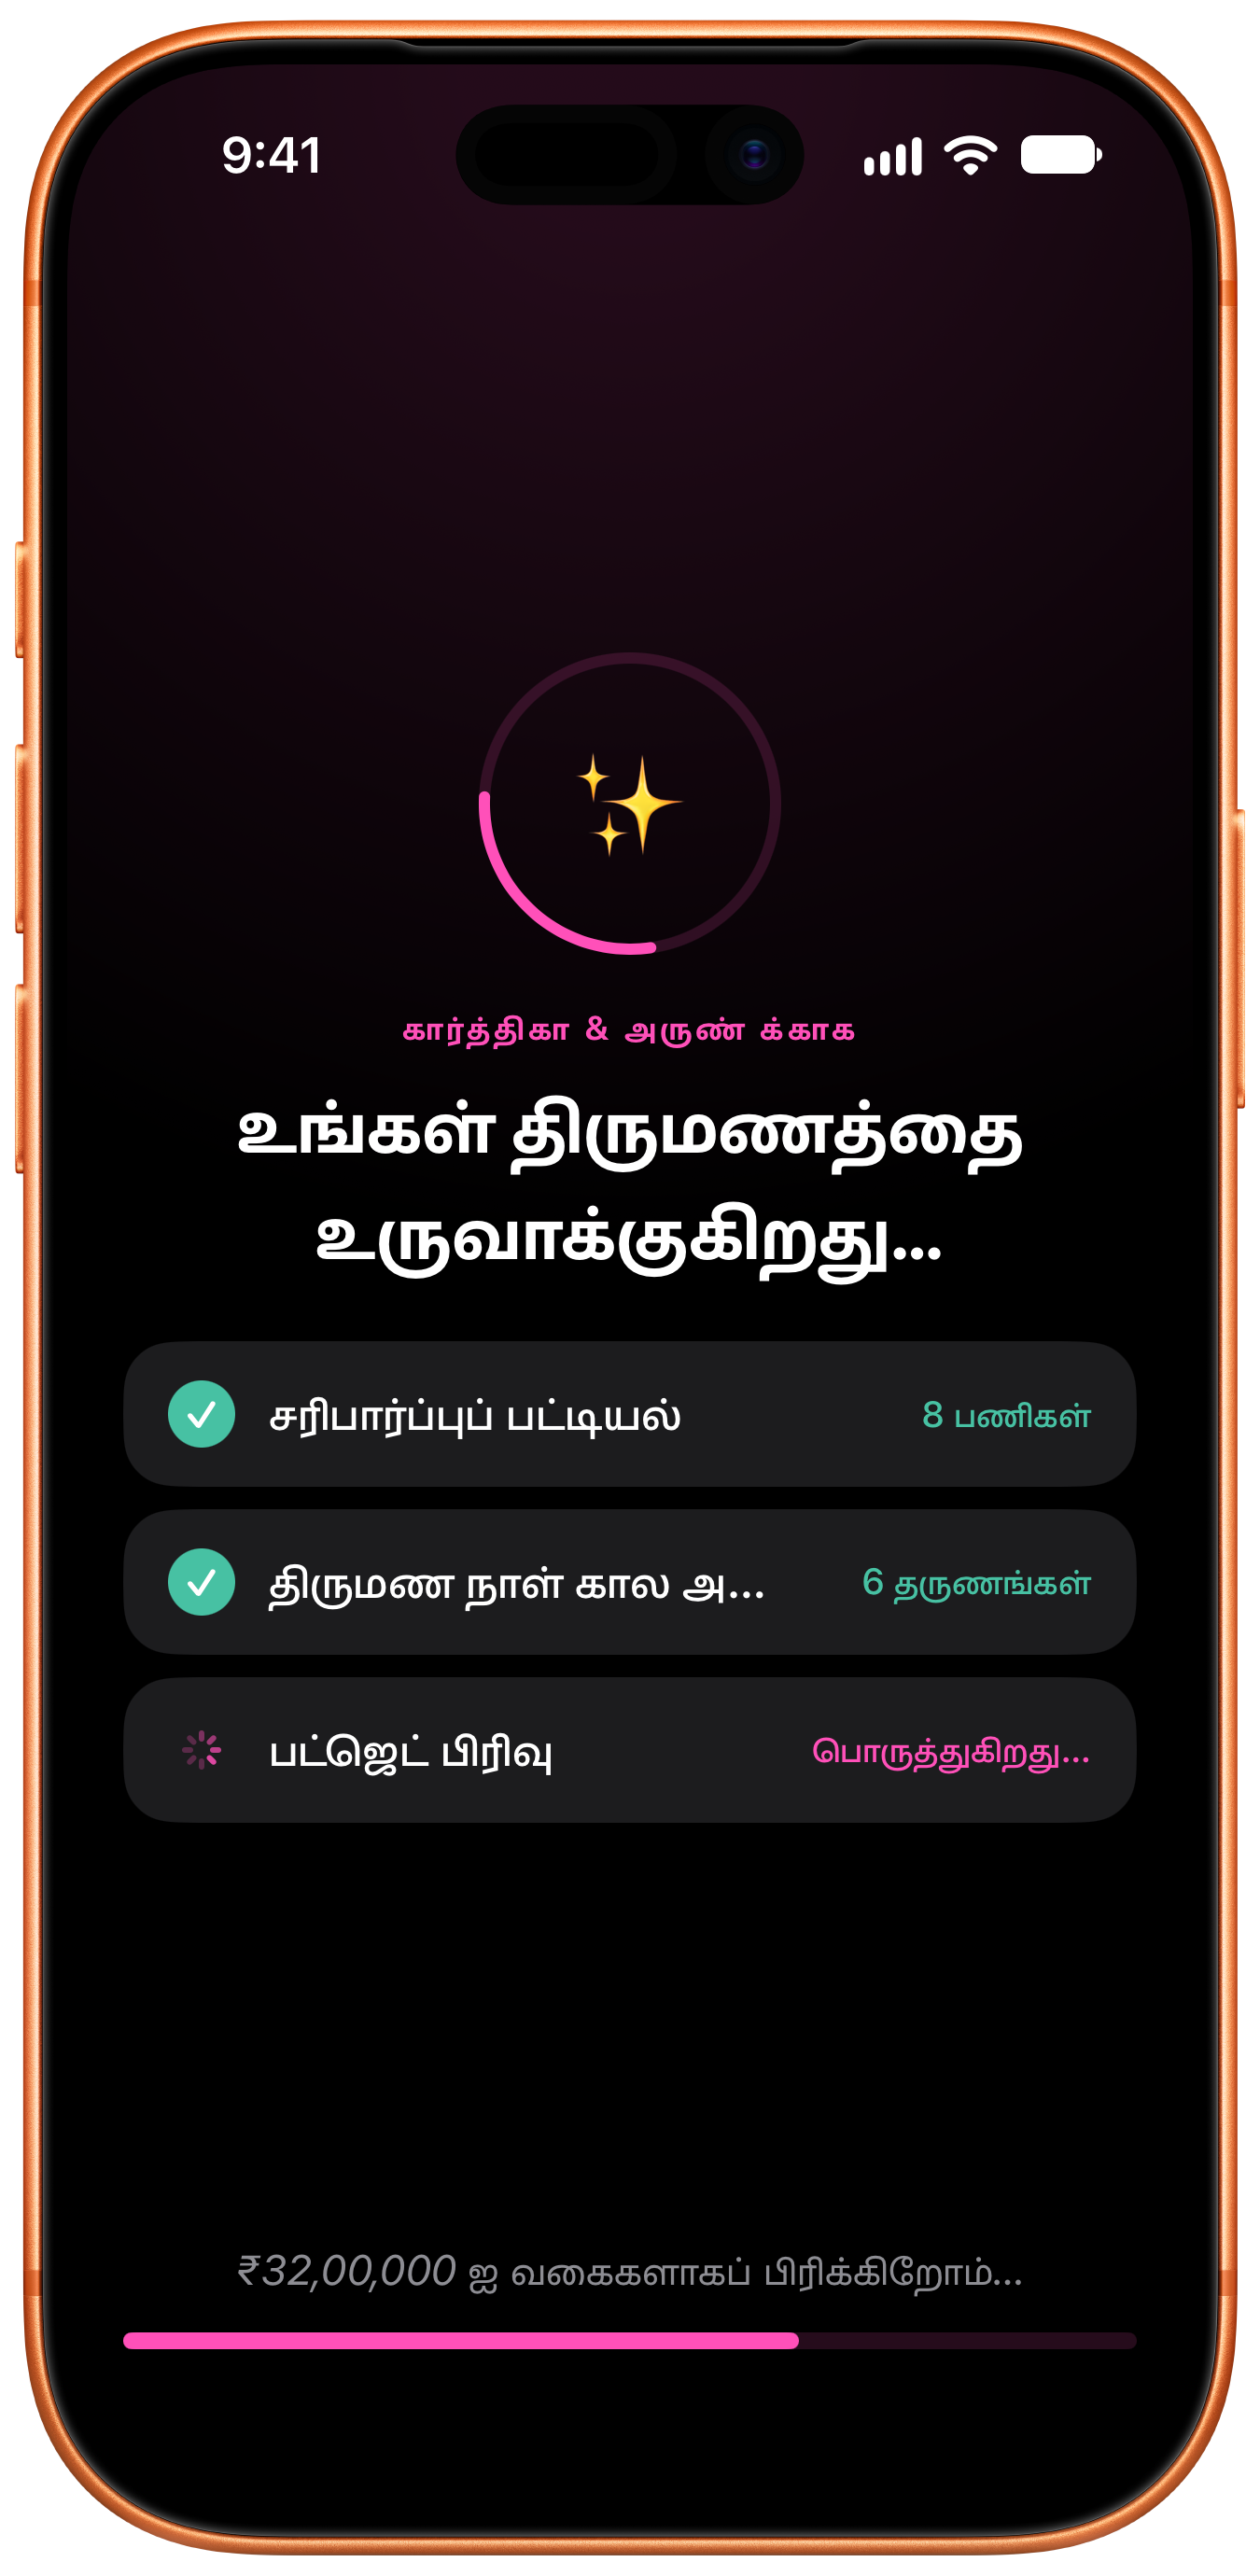 9:41
கார்த்திகா & அருண் க்காக
உங்கள் திருமணத்தை
உருவாக்குகிறது...
சரிபார்ப்புப் பட்டியல்
8 பணிகள்
திருமண நாள் கால அ...
6 தருணங்கள்
பட்ஜெட் பிரிவு
பொருத்துகிறது...
₹32,00,000 ஐ வகைகளாகப் பிரிக்கிறோம்...